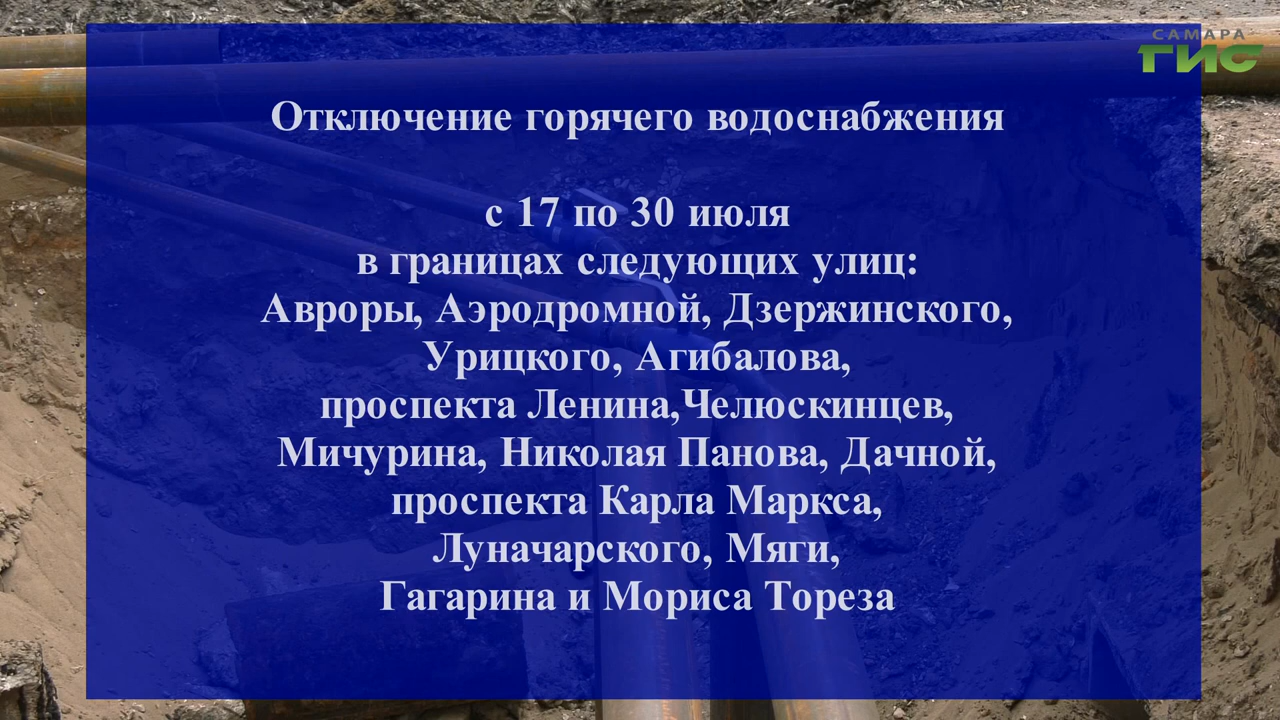 САМАРА
ГИС
Отключение горячего водоснабжения
с 17 по 30 июля
в границах следующих улиц:
Авроры, Аэродромной, Дзержинского,
Урицкого, Агибалова,
проспекта Ленина,Челюскинцев,
Мичурина, Николая Панова, Дачной,
проспекта Карла Маркса,
Луначарского, Мяги,
Гагарина и Мориса Тореза